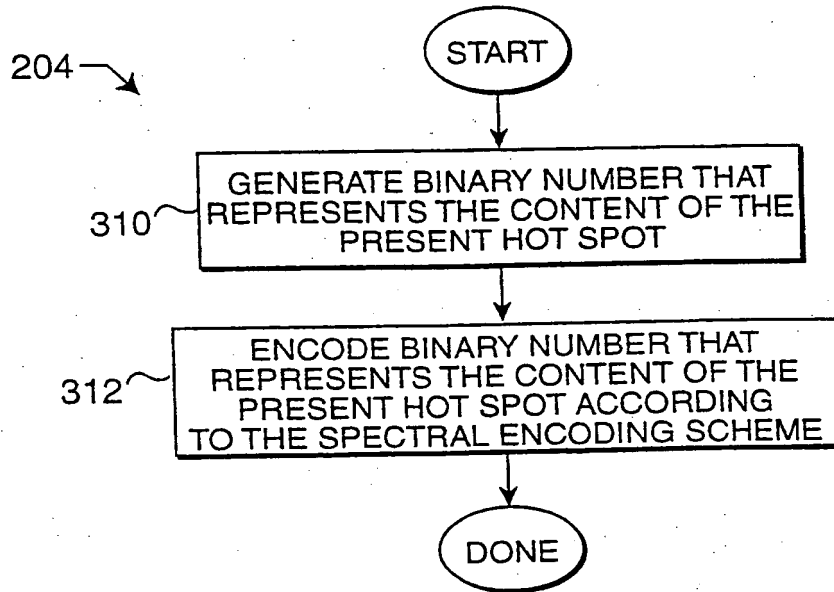 START
204
GENERATE BINARY NUMBER THAT
REPRESENTS THE CONTENT OF THE
PRESENT HOT SPOT
310
ENCODE BINARY NUMBER THAT
REPRESENTS THE CONTENT OF THE
PRESENT HOT SPOT ACCORDING
TO THE SPECTRAL ENCODING SCHEME
312
DONE